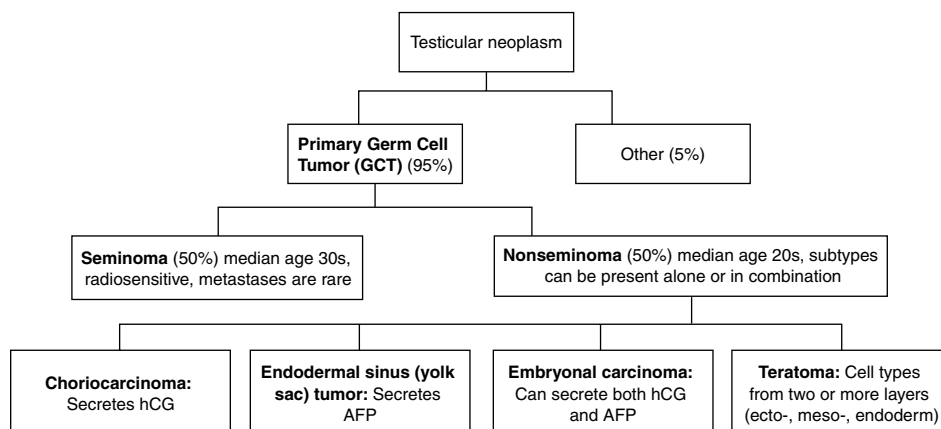 Testicular neoplasm
Primary Germ Cell
Tumor (GCT) (95%)
Other (5%)
Seminoma (50%) median age 30s,
radiosensitive, metastases are rare
Nonseminoma (50%) median age 20s, subtypes
can be present alone or in combination
Choriocarcinoma:
Secretes hCG
Endodermal sinus (yolk
sac) tumor: Secretes
AFP
Embryonal carcinoma:
Can secrete both hCG
and AFP
Teratoma: Cell types
from two or more layers
(ecto-, meso-, endoderm)